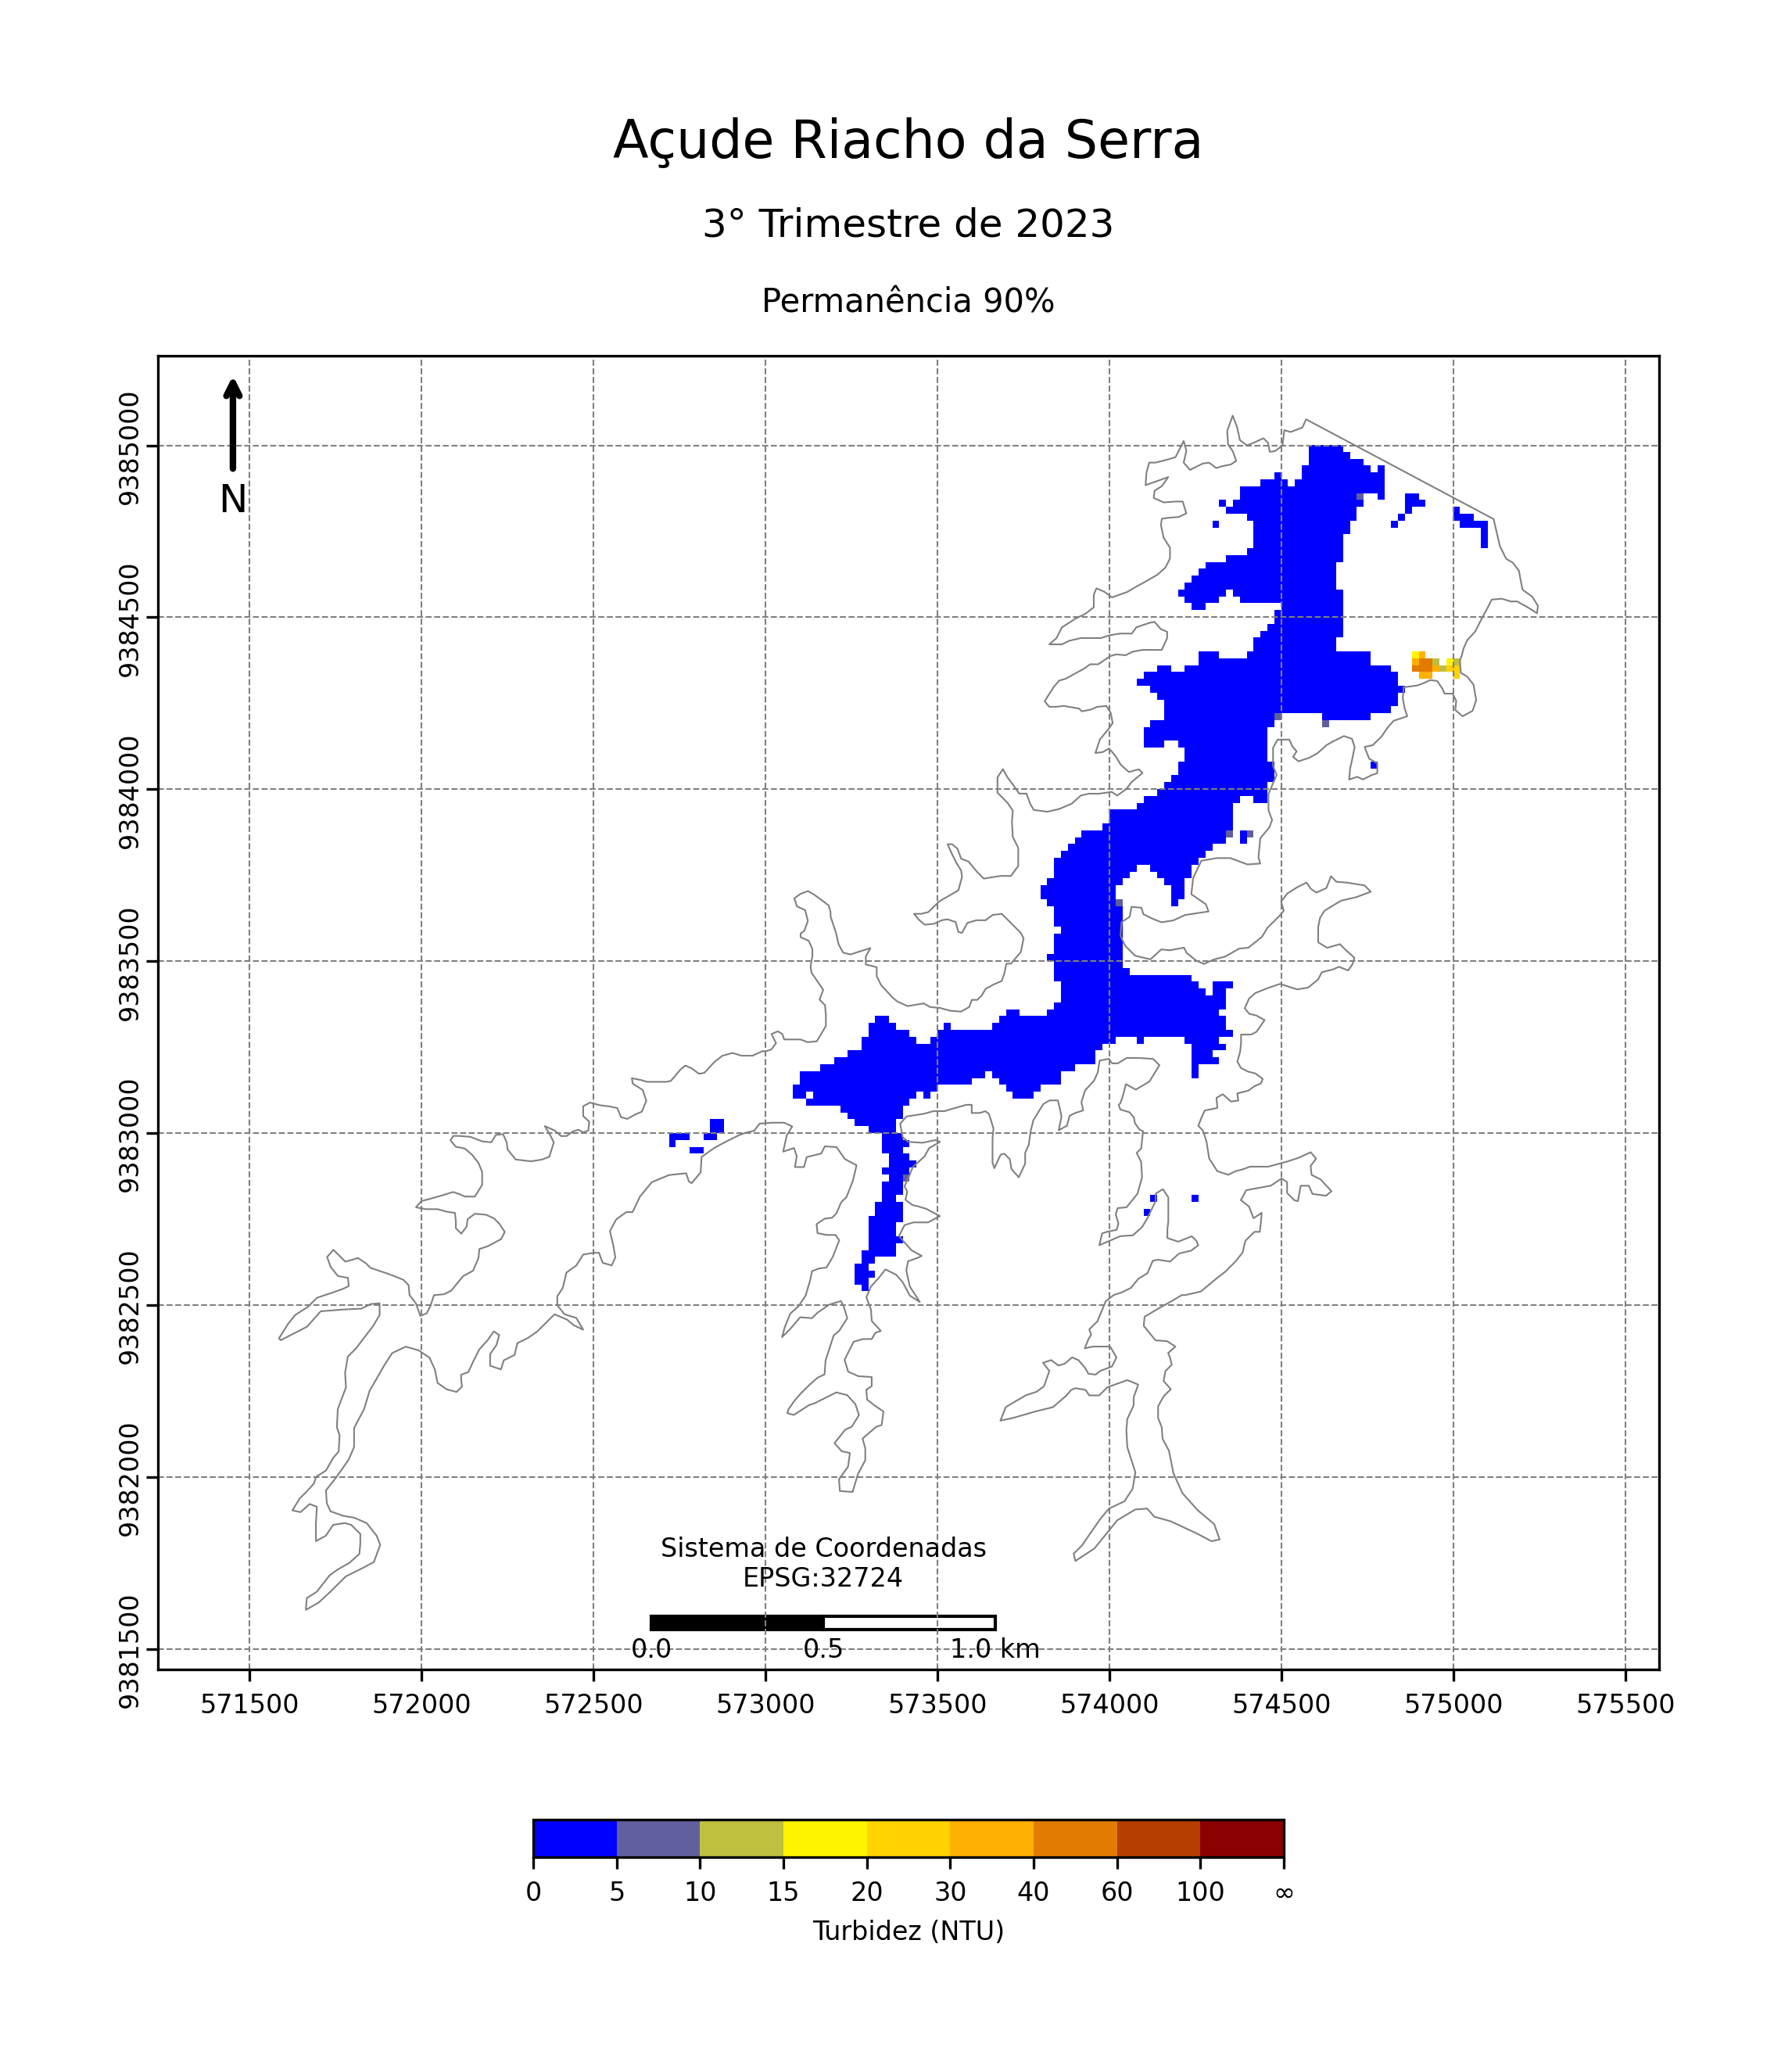 Açude Riacho da Serra
3° Trimestre de 2023
Permanência 90%
N
9385000
9384500
9384000
9383500
9383000
9382500
9382000
9381500
Sistema de Coordenadas
EPSG:32724
0.0 0.5 1.0 km
571500 572000 572500 573000 573500 574000 574500 575000 575500
0 5 10 15 20 30 40 60 100 ∞
Turbidez (NTU)